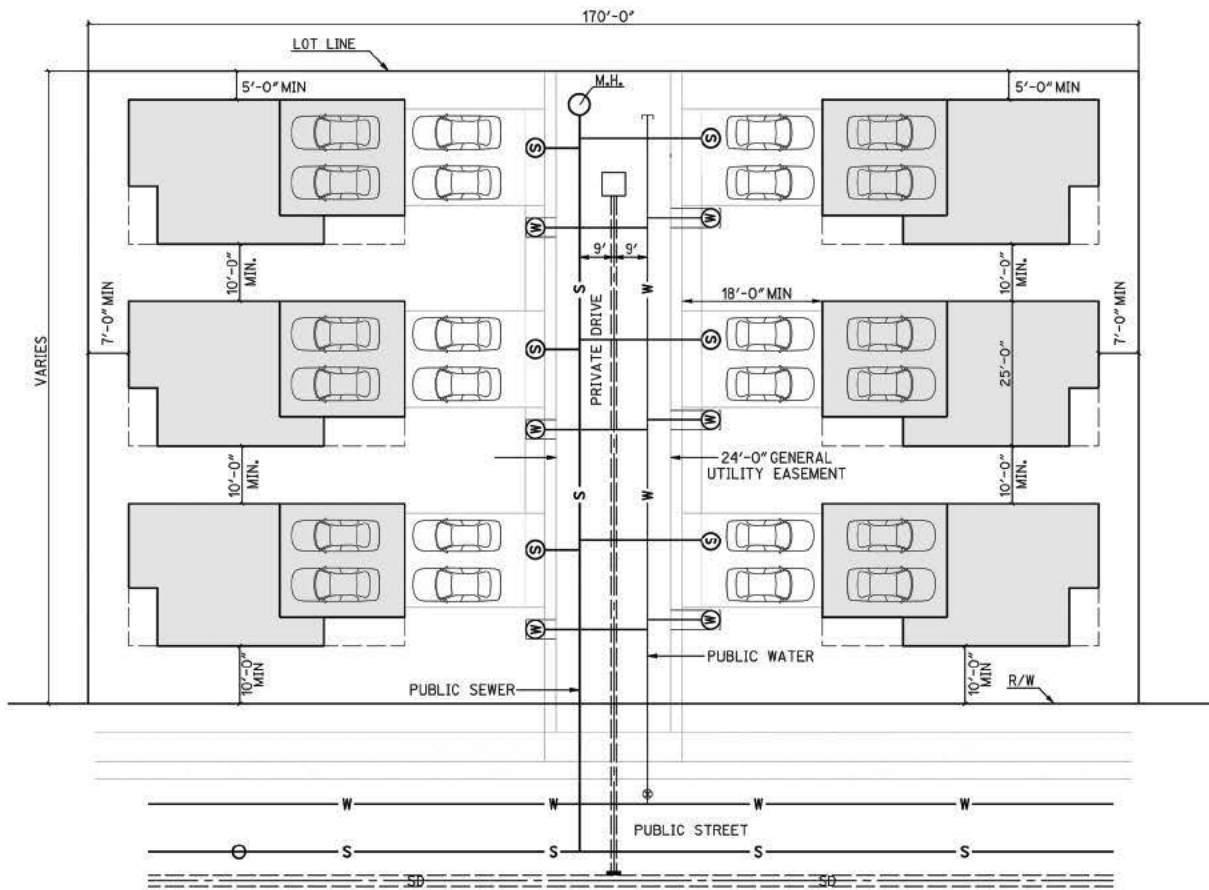 170'-0"
LOT LINE
M.H.
5'-0" MIN
5'-0" MIN
S
S
W
W
10'-0"
MIN.
9'
9'
10'-0"
MIN.
S
W
18'-0" MIN
7'-0" MIN
7'-0" MIN
VARIES
PRIVATE DRIVE
S
S
25'-0"
W
W
10'-0"
MIN.
24'-0" GENERAL
UTILITY EASEMENT
10'-0"
MIN.
S
W
S
S
W
W
10'-0"
MIN
PUBLIC WATER
10'-0"
MIN
PUBLIC SEWER
R/W
W
W
W
W
PUBLIC STREET
S
S
S
S
SD
SD